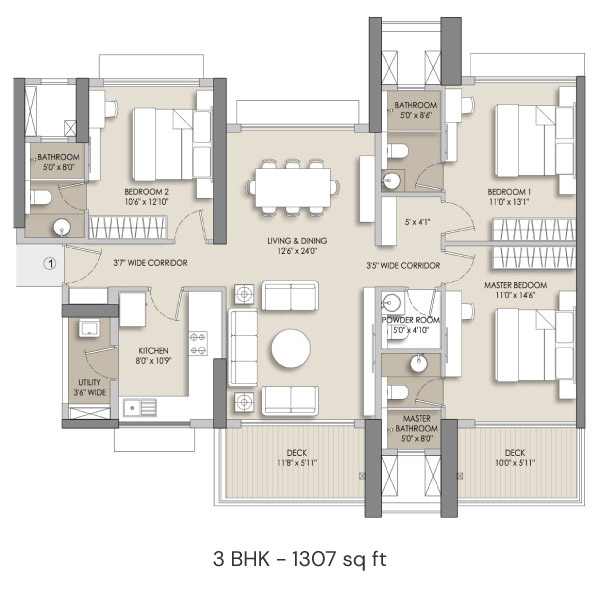 BATHROOM
5'0" x 8'0"
BEDROOM 2
10'6" x 12'10"
BATHROOM
5'0" x 8'6"
BEDROOM 1
11'0" x 13'1"
LIVING & DINING
12'6" x 24'0"
5' x 4'1"
1
3'7" WIDE CORRIDOR
3'5" WIDE CORRIDOR
MASTER BEDOOM
11'0" x 14'6"
POWDER ROOM
5'0" x 4'10"
KITCHEN
8'0" x 10'9"
UTILITY
3'6" WIDE
MASTER
BATHROOM
5'0" x 8'0"
DECK
11'8" x 5'11"
DECK
10'0" x 5'11"
3 BHK - 1307 sq ft